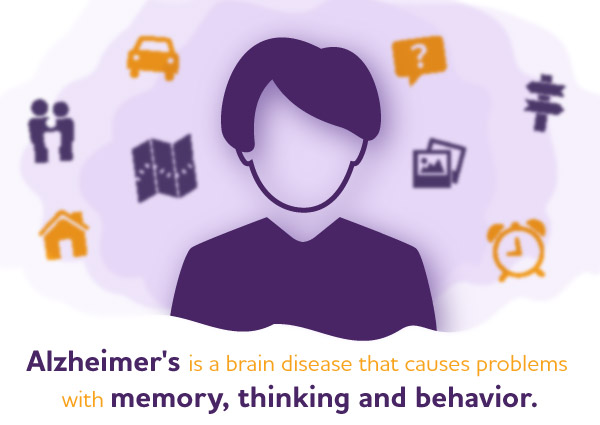 ?
Alzheimer's is a brain disease that causes problems
with memory, thinking and behavior.